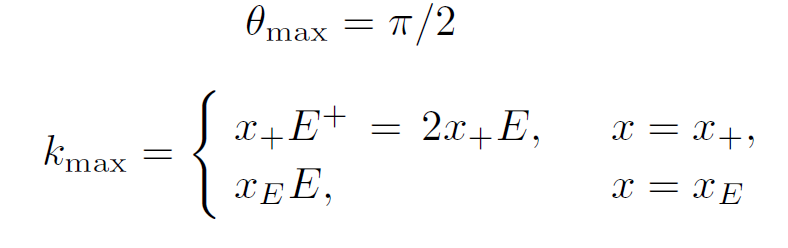 θ_max = π/2
k_max = { x_+E^+ = 2x_+E, x = x_+,
x_E E, x = x_E